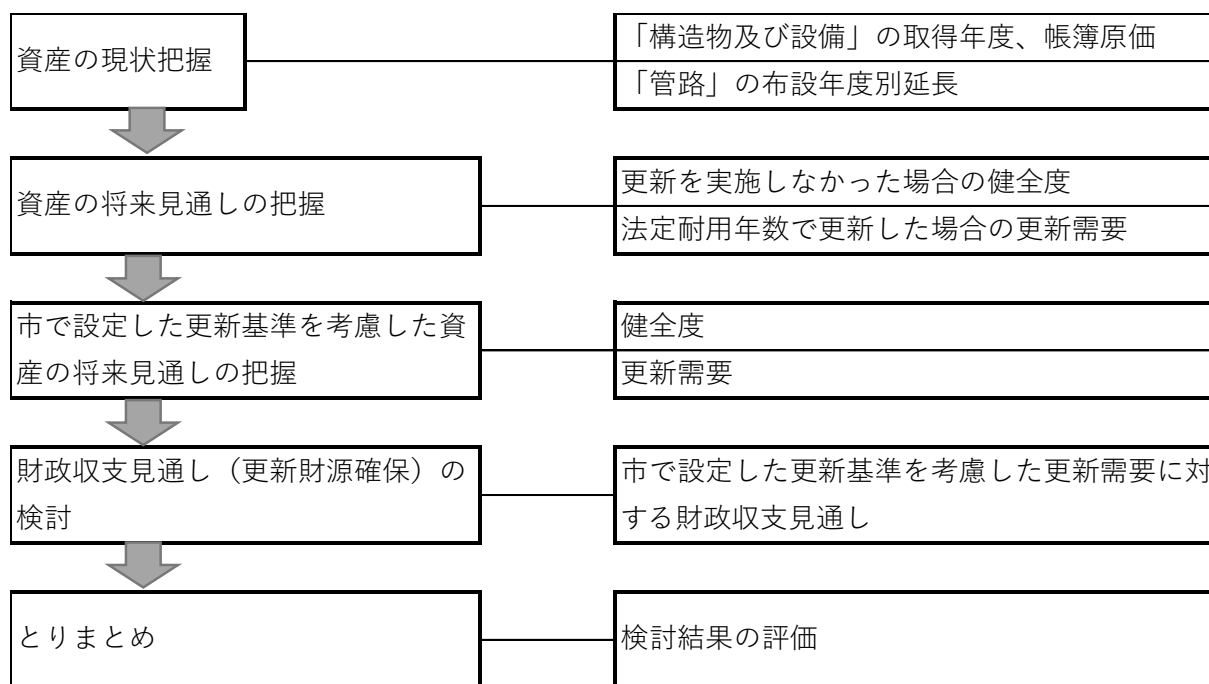 資産の現状把握
「構造物及び設備」の取得年度、帳簿原価
「管路」の布設年度別延長
資産の将来見通しの把握
更新を実施しなかった場合の健全度
法定耐用年数で更新した場合の更新需要
市で設定した更新基準を考慮した資
産の将来見通しの把握
健全度
更新需要
財政収支見通し（更新財源確保）の
検討
市で設定した更新基準を考慮した更新需要に対
する財政収支見通し
とりまとめ
検討結果の評価